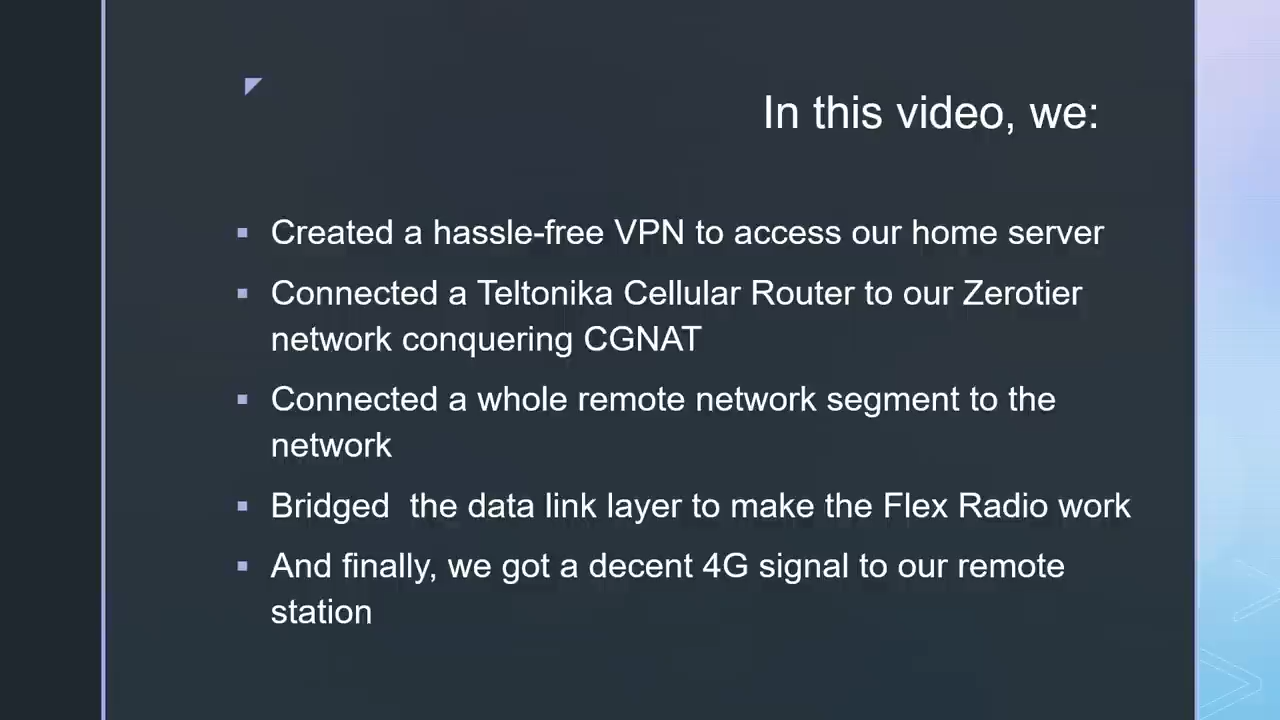 In this video, we:
▪ Created a hassle-free VPN to access our home server
▪ Connected a Teltonika Cellular Router to our Zerotier
network conquering CGNAT
▪ Connected a whole remote network segment to the
network
▪ Bridged  the data link layer to make the Flex Radio work
▪ And finally, we got a decent 4G signal to our remote
station